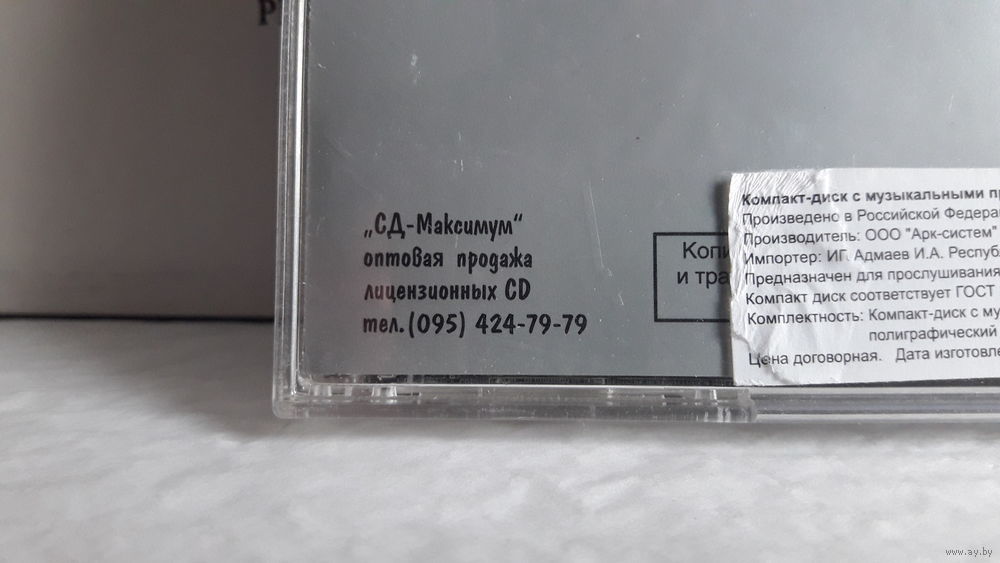 Р
„СД-Максимум“
оптовая продажа
лицензионных CD
тел.(095) 424-79-79
и
Компакт-диск с музыкальными
Произведено в Российской
Производитель: ООО "Арк-систем"
Импортер: ИГ. Адмаев И.А.
Предназначен для прослушивания
Компакт диск соответствует ГОСТ
Комплектность: Компакт-диск с
полиграфический
Цена договорная. Дата
www.ay.by